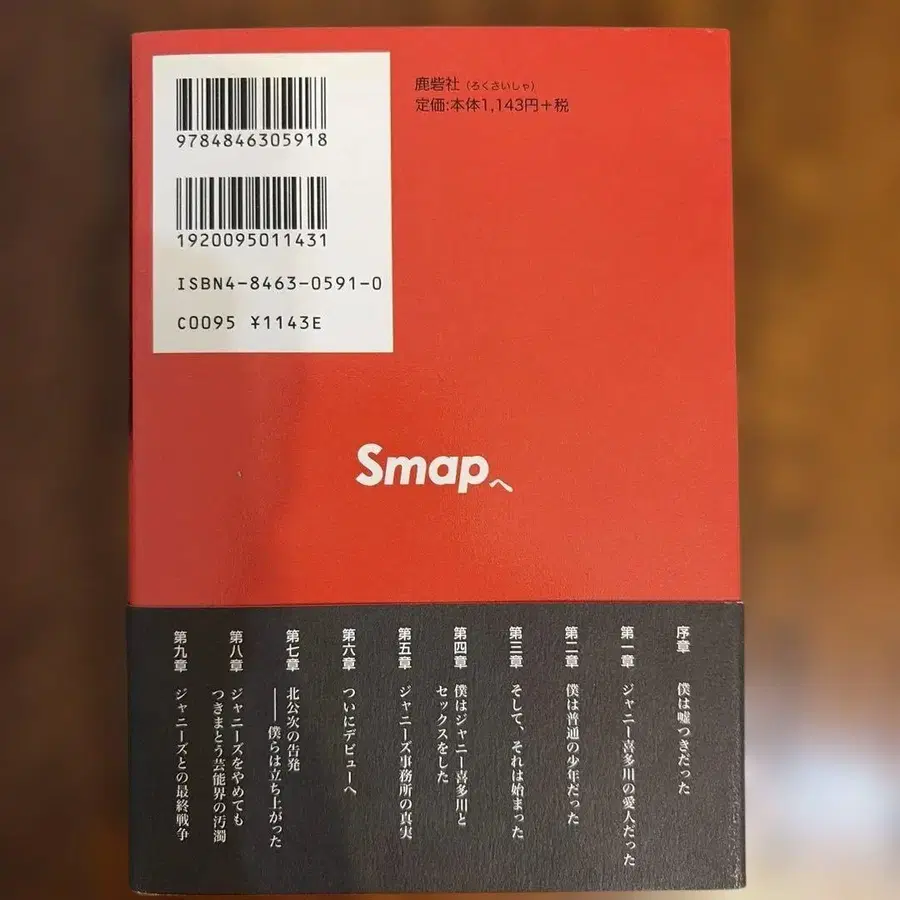 9784846305918
1920095011431
ISBN4-8463-0591-0
C0095 ¥1143E
鹿砦社（ろくさいしゃ）
定価:本体1,143円+税
Smapへ
序章 僕は嘘つきだった
第一章 ジャニー喜多川の愛人だった
第二章 僕は普通の少年だった
第三章 そして、それは始まった
第四章 僕はジャニー喜多川と
セックスをした
第五章 ジャニーズ事務所の真実
第六章 ついにデビューへ
第七章 北公次の告発
――僕らは立ち上がった
第八章 ジャニーズをやめても
つきまとう芸能界の汚濁
第九章 ジャニーズとの最終戦争